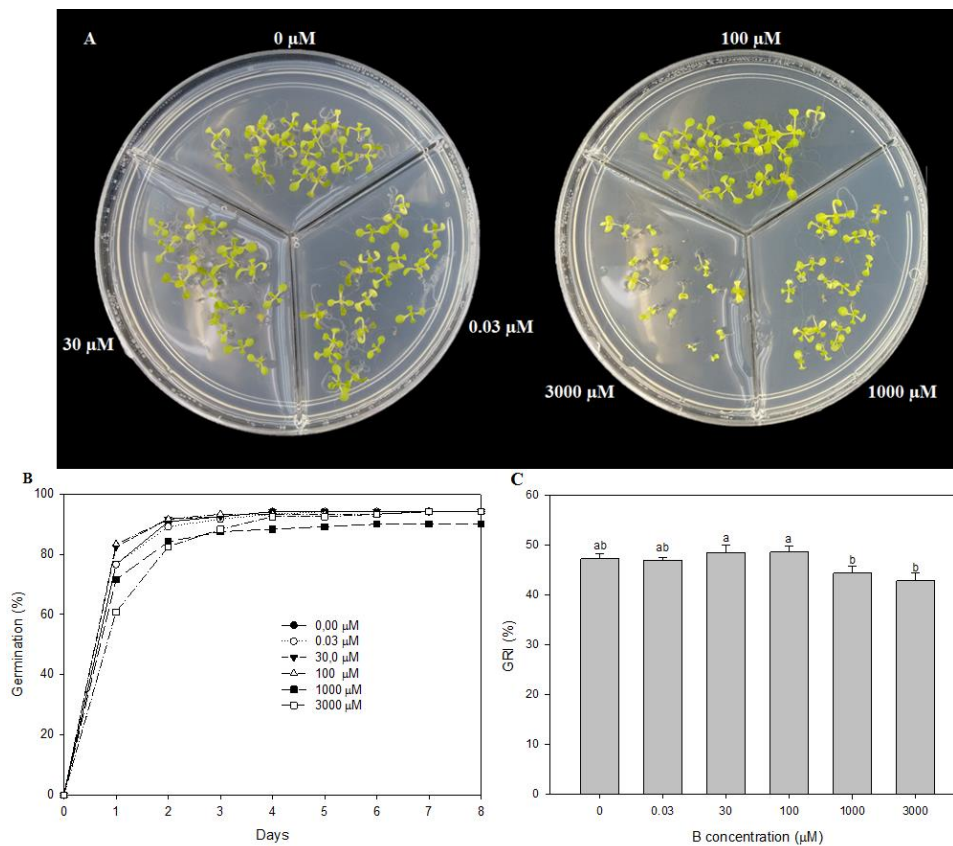 A
0 μM
100 μM
30 μM
0.03 μM
3000 μM
1000 μM
B
100
80
60
40
20
0
Germination (%)
0,00 μM
0.03 μM
30,0 μM
100 μM
1000 μM
3000 μM
0 1 2 3 4 5 6 7 8
Days
C
60
50
40
30
20
10
0
GRI (%)
ab ab a a b b
0 0.03 30 100 1000 3000
B concentration (μM)